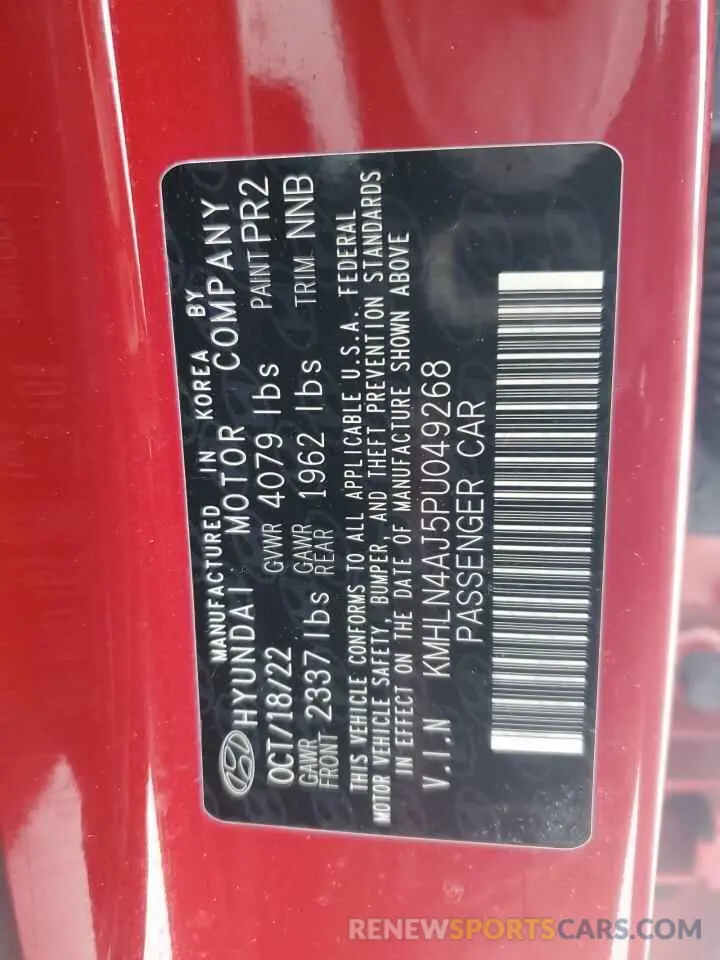 MANUFACTURED IN KOREA BY
HYUNDAI MOTOR COMPANY
OCT/18/22 GVWR 4079 lbs PAINT PR2
GAWR FRONT 2337 lbs GAWR REAR 1962 lbs TRIM NNB
THIS VEHICLE CONFORMS TO ALL APPLICABLE U.S.A. FEDERAL
MOTOR VEHICLE SAFETY, BUMPER, AND THEFT PREVENTION STANDARDS
IN EFFECT ON THE DATE OF MANUFACTURE SHOWN ABOVE
V.I.N KMHLN4AJ5PU049268
PASSENGER CAR
RENEWSPORTSCARS.COM